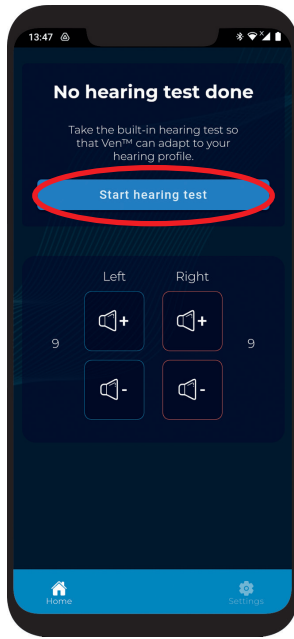 13:47
No hearing test done
Take the built-in hearing test so
that Ven™ can adapt to your
hearing profile.
Start hearing test
Left Right
+ +
9 9
- -
Home Settings